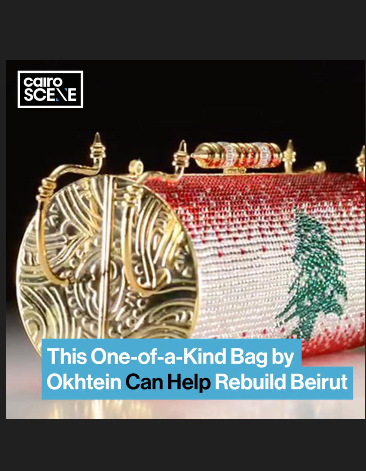 cairo
SCENE
This One-of-a-Kind Bag by
Okhtein Can Help Rebuild Beirut